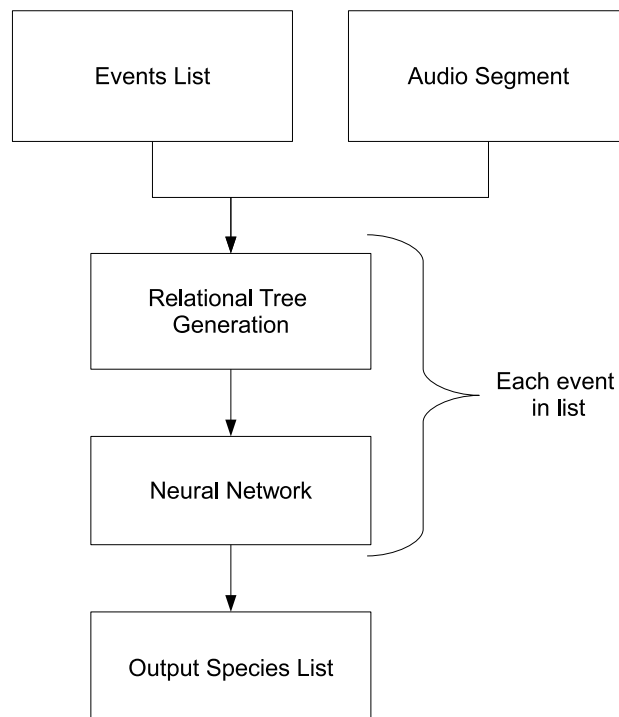 Events List
Audio Segment
Relational Tree
Generation
Each event
in list
Neural Network
Output Species List